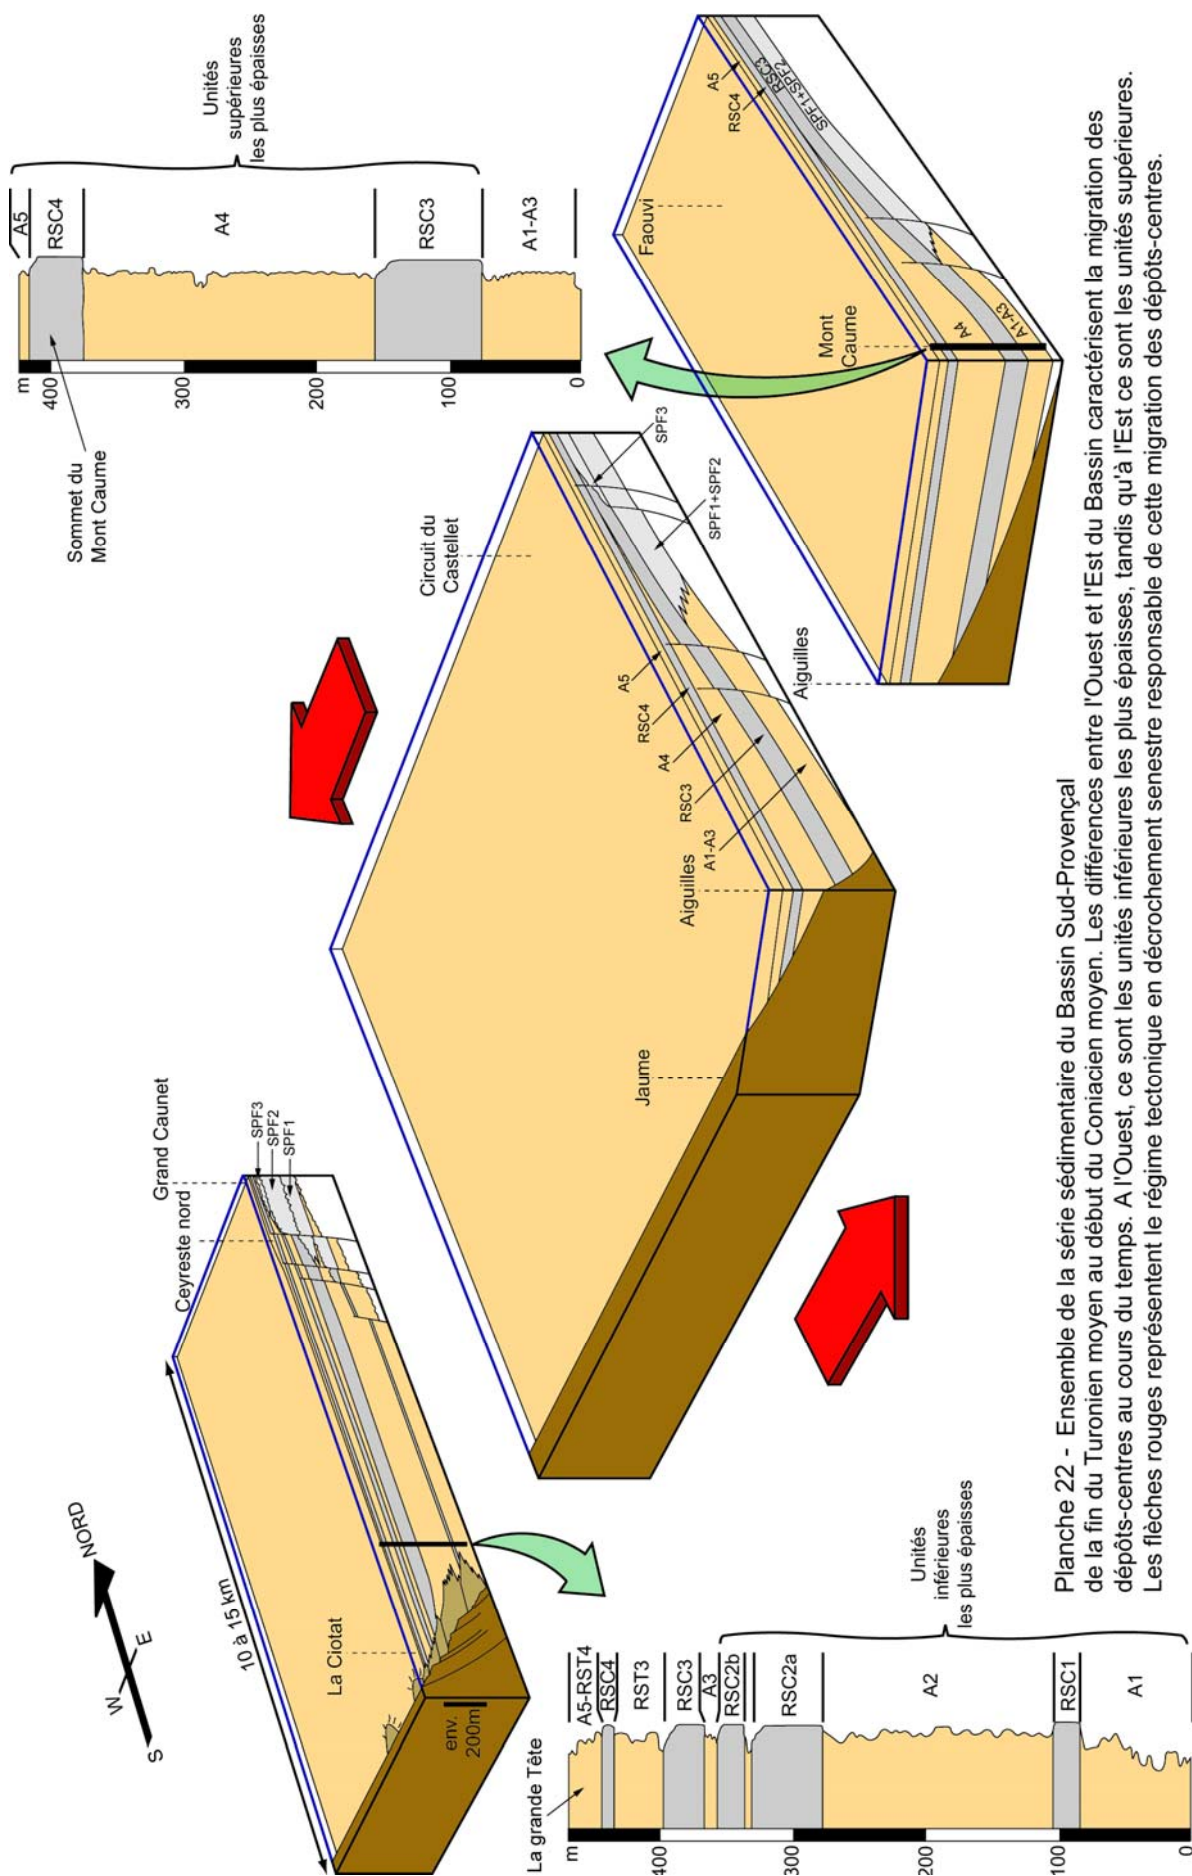 NORD
S
W
E
10 à 15 km
Ceyreste nord
Grand Caunet
SPF3
SPF2
SPF1
La Ciotat
env.
200m
La grande Tête
m
400
300
200
100
0
A5-RST4
RSC4
RST3
RSC3
A3
RSC2b
RSC2a
A2
RSC1
A1
Unités
inférieures
les plus épaisses
Jaume
Aiguilles
Circuit du
Castellet
A5
RSC4
A4
RSC3
A1-A3
SPF1+SPF2
SPF3
Sommet du
Mont Caume
m
400
300
200
100
0
A5
RSC4
A4
RSC3
A1-A3
Unités
supérieures
les plus épaisses
Aiguilles
Mont
Caume
Faouvi
A5
RSC4
RSC3
SPF1+SPF2
A4
A1-A3
Planche 22 - Ensemble de la série sédimentaire du Bassin Sud-Provençal
de la fin du Turonien moyen au début du Coniacien moyen. Les différences entre l'Ouest et l'Est du Bassin caractérisent la migration des
dépôts-centres au cours du temps. A l'Ouest, ce sont les unités inférieures les plus épaisses, tandis qu'à l'Est ce sont les unités supérieures.
Les flèches rouges représentent le régime tectonique en décrochement senestre responsable de cette migration des dépôts-centres.